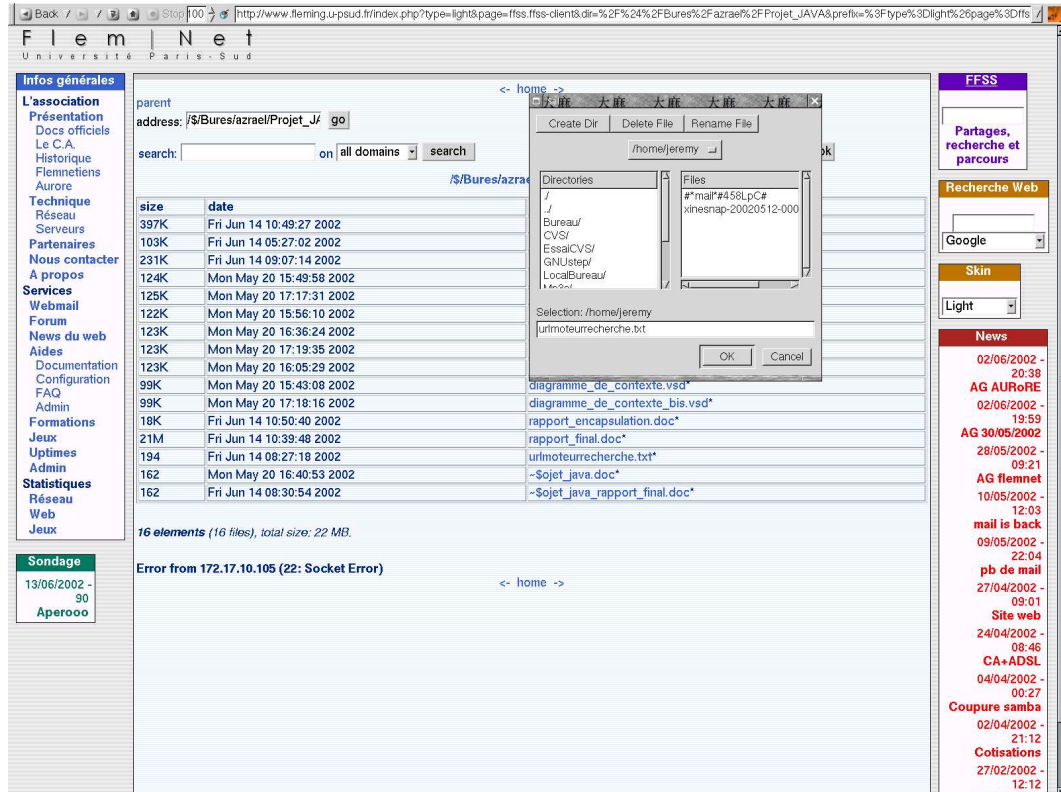 Back / / Stop 100 http://www.fleming.u-psud.fr/index.php?type=light&page=ffss.ffss-client&dir=%2F%24%2FBures%2Fazrael%2FProjet_JAVA&prefix=%3Ftype%3Dlight%26page%3Dffs
Flem|Net
Université Paris-Sud
Infos générales
L'association
Présentation
Docs officiels
Le C.A.
Historique
Flemnetiens
Aurore
Technique
Réseau
Serveurs
Partenaires
Nous contacter
A propos
Services
Webmail
Forum
News du web
Aides
Documentation
Configuration
FAQ
Admin
Formations
Jeux
Uptimes
Admin
Statistiques
Réseau
Web
Jeux
Sondage
13/06/2002 -
90
Aperooo
<- home ->
parent
address: /$/Bures/azrael/Projet_J/ go
search: on all domains search
/$/Bures/azrae
size date
397K Fri Jun 14 10:49:27 2002
103K Fri Jun 14 05:27:02 2002
231K Fri Jun 14 09:07:14 2002
124K Mon May 20 15:49:58 2002
125K Mon May 20 17:17:31 2002
122K Mon May 20 15:56:10 2002
123K Mon May 20 16:36:24 2002
123K Mon May 20 17:19:35 2002
123K Mon May 20 16:05:29 2002
99K Mon May 20 15:43:08 2002 diagramme_de_contexte.vsd*
99K Mon May 20 17:18:16 2002 diagramme_de_contexte_bis.vsd*
18K Fri Jun 14 10:50:40 2002 rapport_encapsulation.doc*
21M Fri Jun 14 10:39:48 2002 rapport_final.doc*
194 Fri Jun 14 08:27:18 2002 urlmoteurrecherche.txt*
162 Mon May 20 16:40:53 2002 ~$ojet_java.doc*
162 Fri Jun 14 08:30:54 2002 ~$ojet_java_rapport_final.doc*
16 elements (16 files), total size: 22 MB.
Error from 172.17.10.105 (22: Socket Error)
<- home ->
大麻 大麻 大麻 大麻 大麻
Create Dir Delete File Rename File
/home/jeremy
Directories
./
../
Bureau/
CVS/
EssaiCVS/
GNUstep/
LocalBureau/
Files
#*mail*#458LpC#
xinesnap-20020512-000
Selection: /home/jeremy
urlmoteurrecherche.txt
OK Cancel
FFSS
Partages,
recherche et
parcours
Recherche Web
Google
Skin
Light
News
02/06/2002 -
20:38
AG AURoRE
02/06/2002 -
19:59
AG 30/05/2002
28/05/2002 -
09:21
AG flemnet
10/05/2002 -
12:03
mail is back
09/05/2002 -
22:04
pb de mail
27/04/2002 -
09:01
Site web
24/04/2002 -
08:46
CA+ADSL
04/04/2002 -
00:27
Coupure samba
02/04/2002 -
21:12
Cotisations
27/02/2002 -
12:12